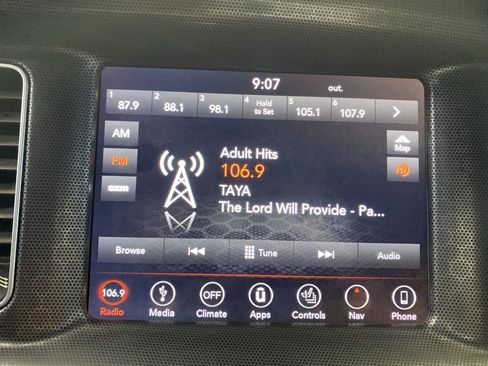 9:07 out.
1 87.9 2 88.1 3 98.1 4 Hold to Set 5 105.1 6 107.9
AM
FM
sxm
Adult Hits
106.9
TAYA
The Lord Will Provide - Pa...
Map
HD
Browse Tune Audio
106.9 OFF
Radio Media Climate Apps Controls Nav Phone